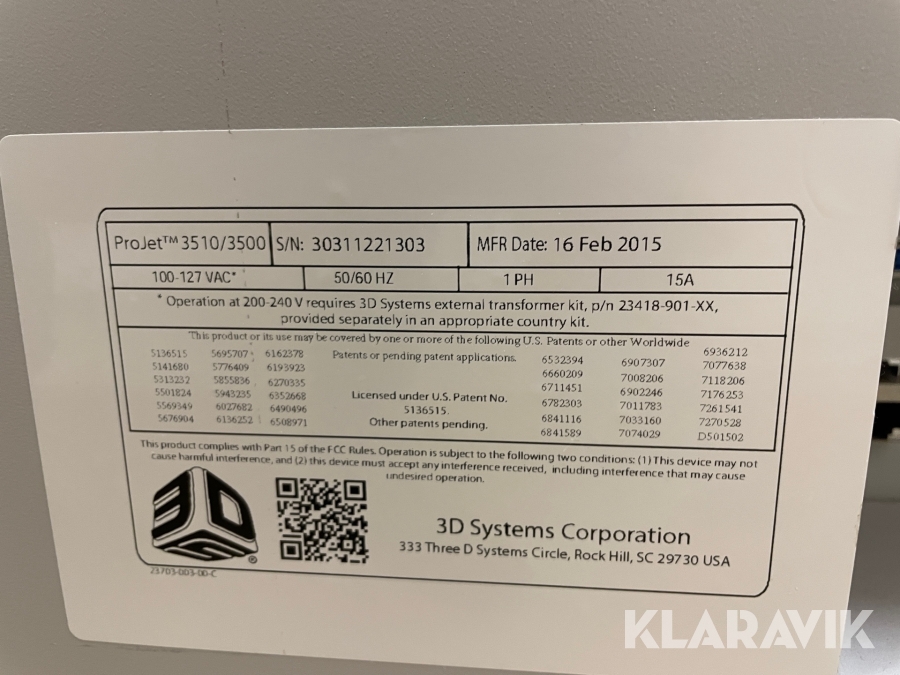 ProJet™ 3510/3500 S/N: 30311221303 MFR Date: 16 Feb 2015
100-127 VAC* 50/60 HZ 1 PH 15A
* Operation at 200-240 V requires 3D Systems external transformer kit, p/n 23418-901-XX,
provided separately in an appropriate country kit.
This product or its use may be covered by one or more of the following U.S. Patents or other Worldwide
Patents or pending patent applications.
5136515 5695707 6162378
5141680 5776409 6193923
5313232 5855836 6270335
5501824 5943235 6352668
5569349 6027682 6490496
5676904 6136252 6508971
Licensed under U.S. Patent No.
5136515.
Other patents pending.
6532394 6907307 6936212
6660209 7008206 7077638
6711451 6902246 7118206
6782303 7011783 7176253
6841116 7033160 7261541
6841589 7074029 7270528
D501502
This product complies with Part 15 of the FCC Rules. Operation is subject to the following two conditions: (1) This device may not
cause harmful interference, and (2) this device must accept any interference received, including interference that may cause
undesired operation.
3DS ®
3D Systems Corporation
333 Three D Systems Circle, Rock Hill, SC 29730 USA
23703-003-00-C
KLARAVIK